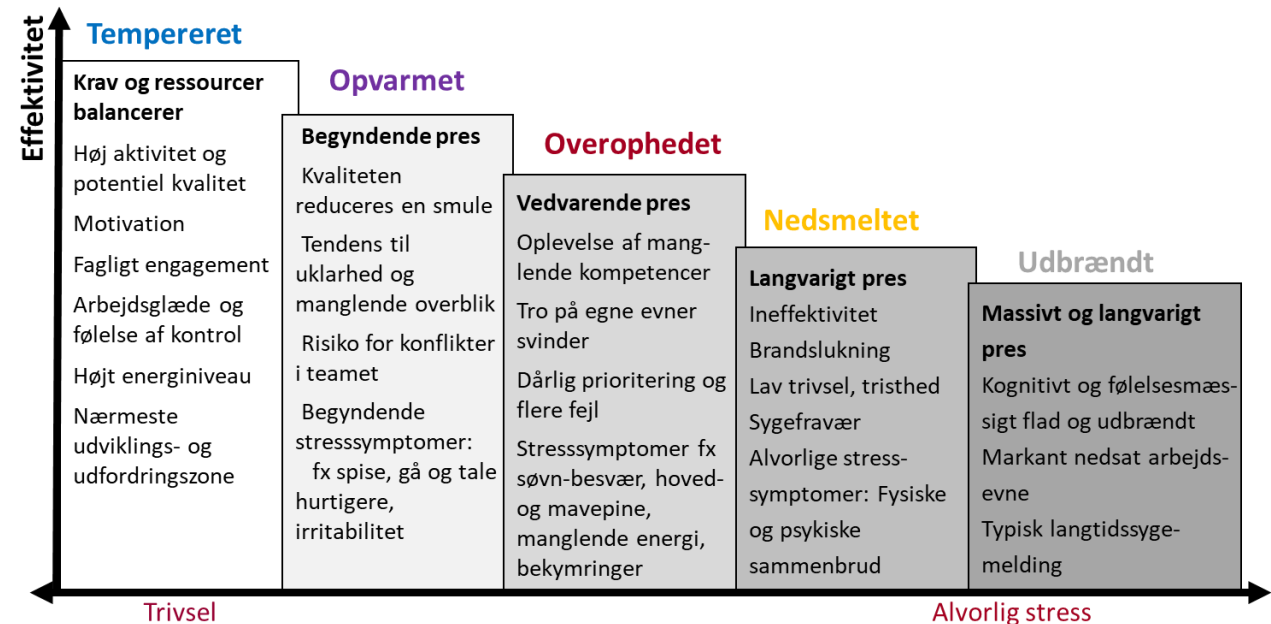 Effektivitet
Tempereret
Krav og ressourcer
balancerer
Høj aktivitet og
potentiel kvalitet
Motivation
Fagligt engagement
Arbejdsglæde og
følelse af kontrol
Højt energiniveau
Nærmeste
udviklings- og
udfordringszone
Opvarmet
Begyndende pres
Kvaliteten
reduceres en smule
Tendens til
uklarhed og
manglende overblik
Risiko for konflikter
i teamet
Begyndende
stresssymptomer:
fx spise, gå og tale
hurtigere,
irritabilitet
Overophedet
Vedvarende pres
Oplevelse af mang-
lende kompetencer
Tro på egne evner
svinder
Dårlig prioritering og
flere fejl
Stresssymptomer fx
søvn-besvær, hoved-
og mavepine,
manglende energi,
bekymringer
Nedsmeltet
Langvarigt pres
Ineffektivitet
Brandslukning
Lav trivsel, tristhed
Sygefravær
Alvorlige stress-
symptomer: Fysiske
og psykiske
sammenbrud
Udbrændt
Massivt og langvarigt
pres
Kognitivt og følelsesmæs-
sigt flad og udbrændt
Markant nedsat arbejds-
evne
Typisk langtidssyge-
melding
Trivsel
Alvorlig stress